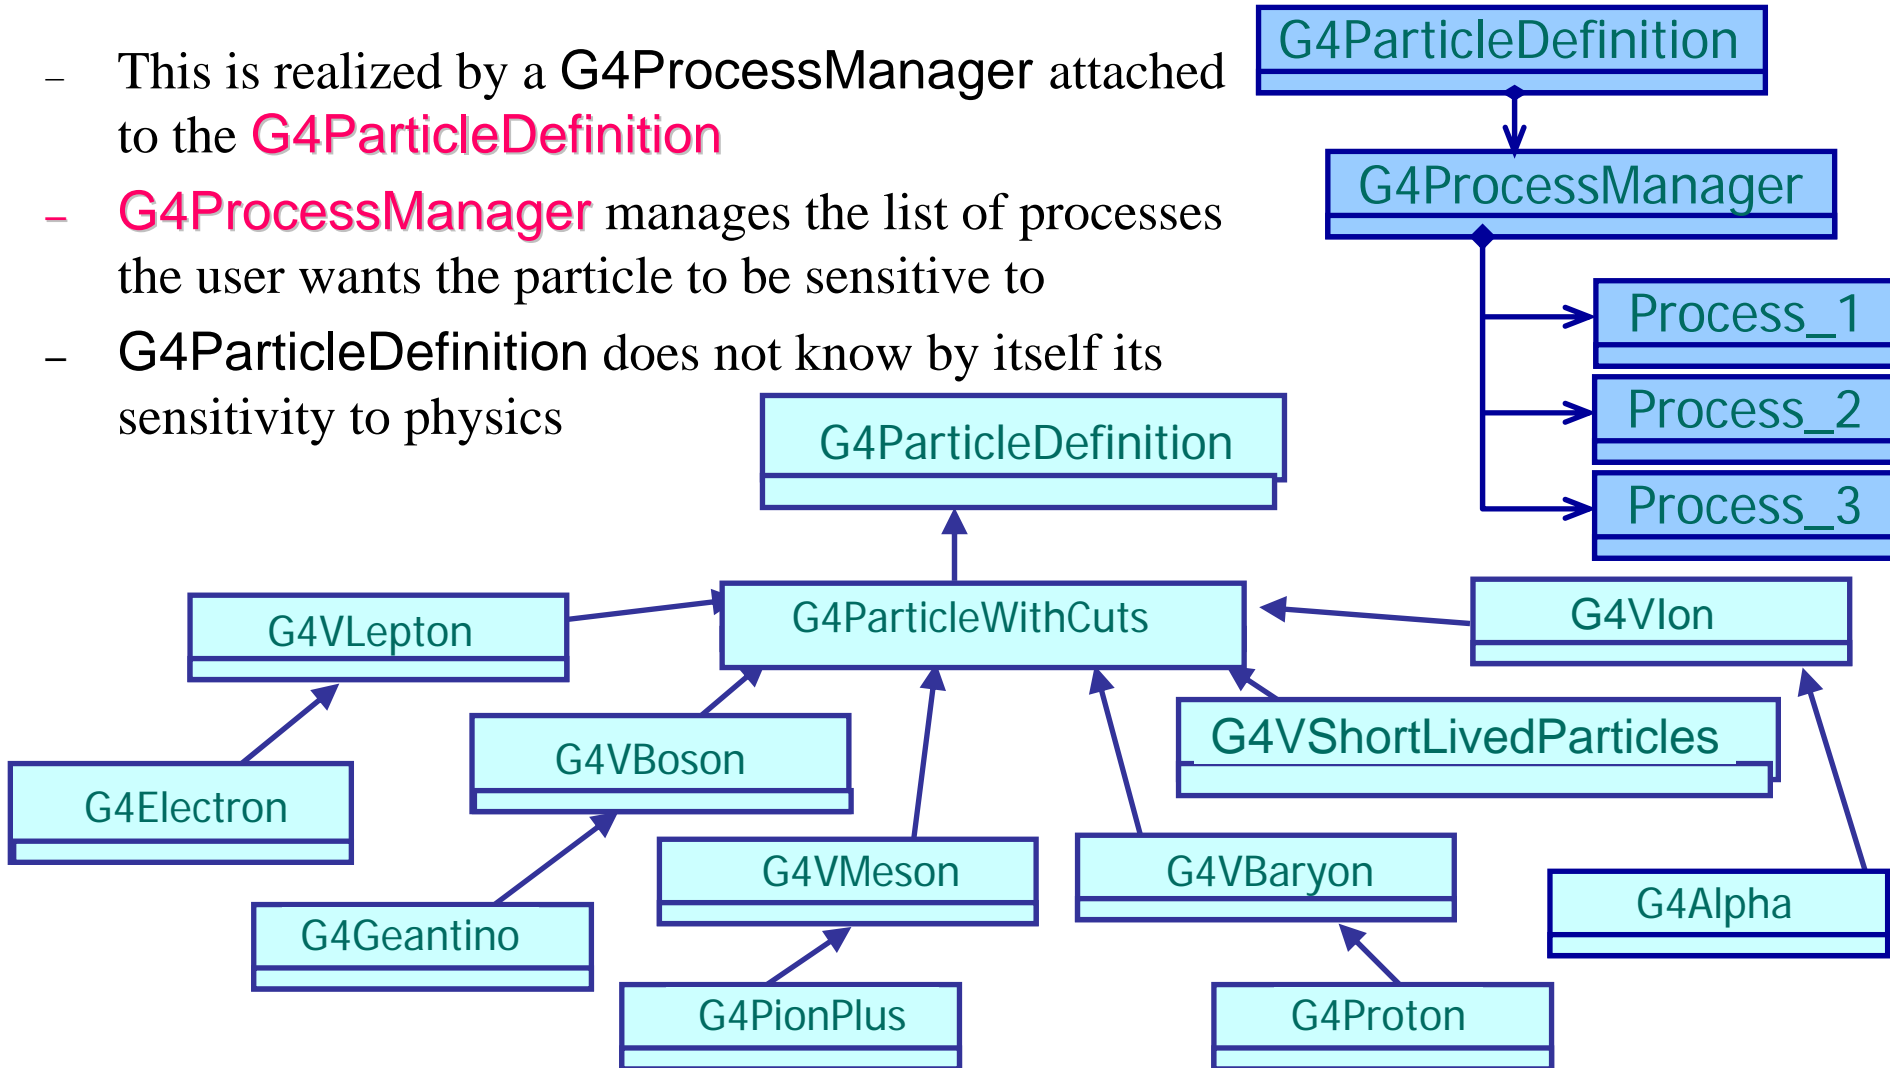 – This is realized by a G4ProcessManager attached
to the G4ParticleDefinition
– G4ProcessManager manages the list of processes
the user wants the particle to be sensitive to
– G4ParticleDefinition does not know by itself its
sensitivity to physics
G4ParticleDefinition
G4ProcessManager
Process_1
Process_2
Process_3
G4ParticleDefinition
G4VLepton
G4ParticleWithCuts
G4VIon
G4Electron
G4VBoson
G4VShortLivedParticles
G4Geantino
G4VMeson
G4VBaryon
G4Alpha
G4PionPlus
G4Proton